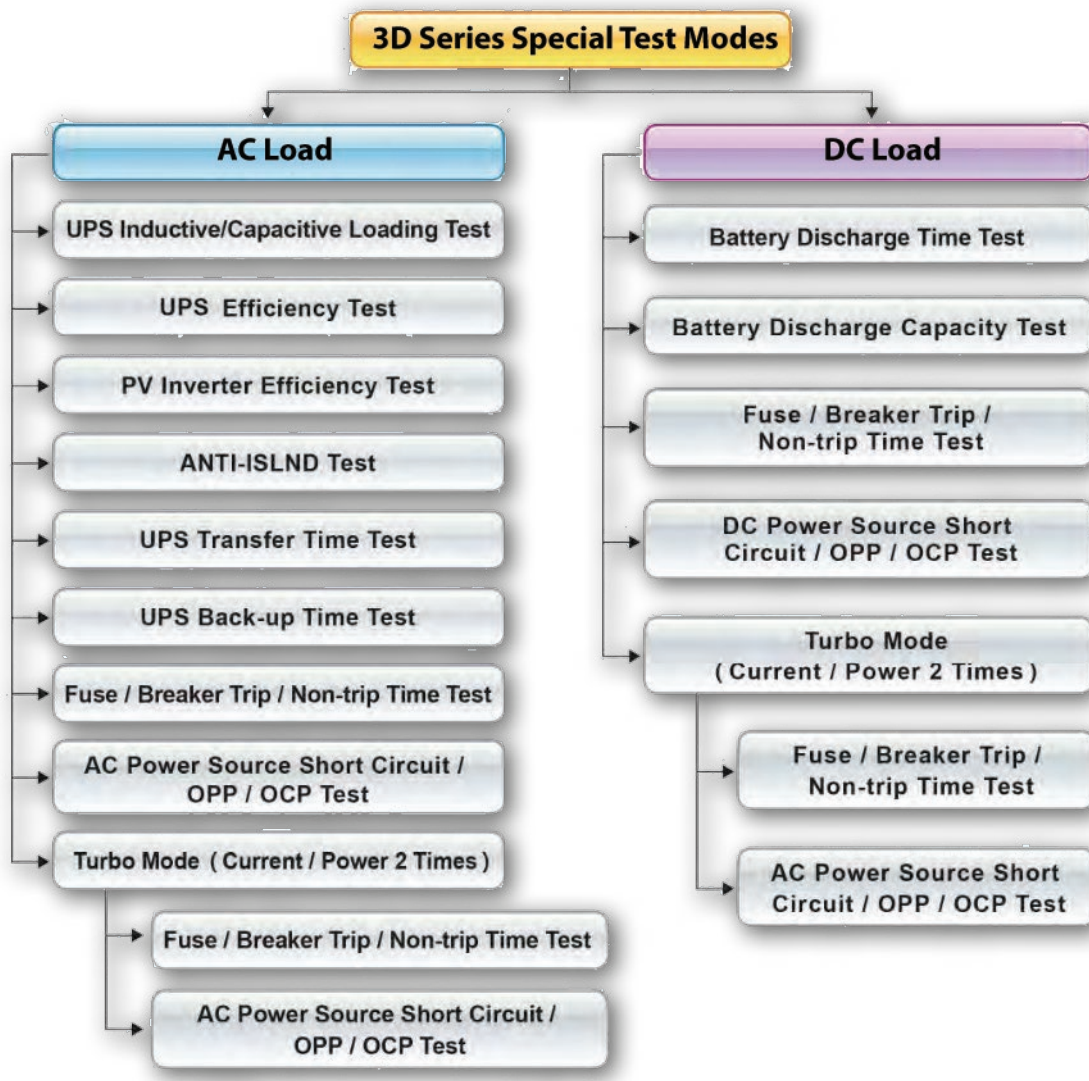 3D Series Special Test Modes
AC Load
UPS Inductive/Capacitive Loading Test
UPS Efficiency Test
PV Inverter Efficiency Test
ANTI-ISLND Test
UPS Transfer Time Test
UPS Back-up Time Test
Fuse / Breaker Trip / Non-trip Time Test
AC Power Source Short Circuit /
OPP / OCP Test
Turbo Mode ( Current / Power 2 Times )
Fuse / Breaker Trip / Non-trip Time Test
AC Power Source Short Circuit /
OPP / OCP Test
DC Load
Battery Discharge Time Test
Battery Discharge Capacity Test
Fuse / Breaker Trip /
Non-trip Time Test
DC Power Source Short
Circuit / OPP / OCP Test
Turbo Mode
( Current / Power 2 Times )
Fuse / Breaker Trip /
Non-trip Time Test
AC Power Source Short
Circuit / OPP / OCP Test